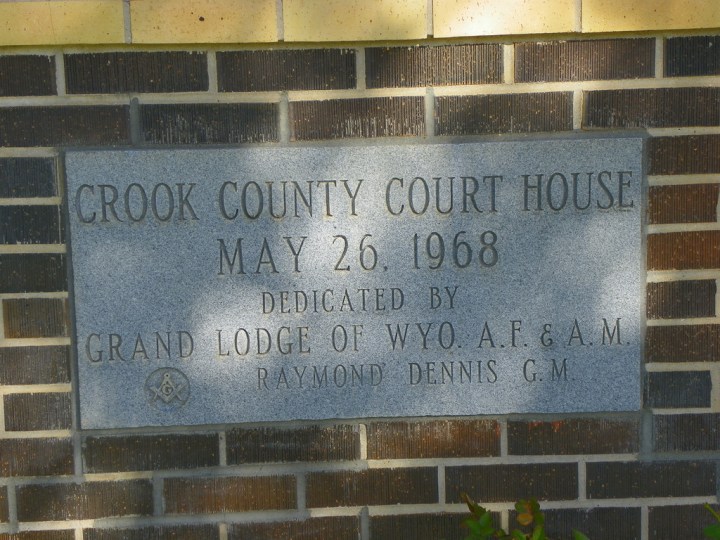 CROOK COUNTY COURT HOUSE
MAY 26, 1968
DEDICATED BY
GRAND LODGE OF WYO. A.F. & A.M.
RAYMOND DENNIS G.M.